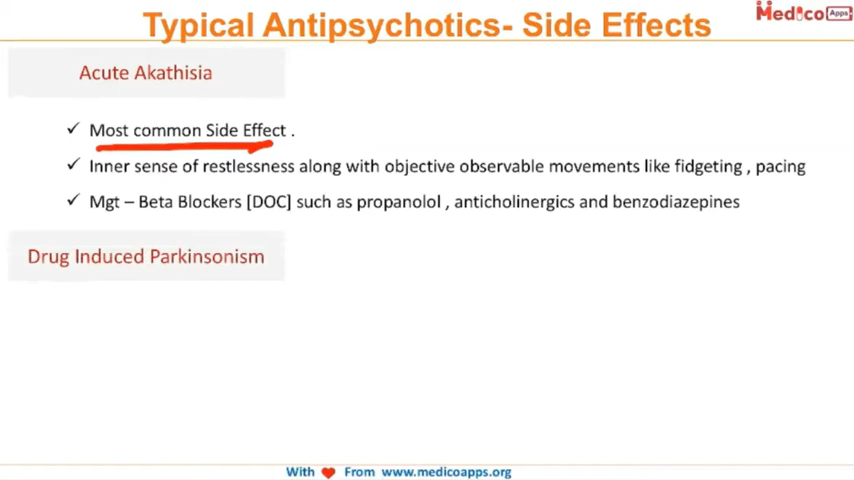 Typical Antipsychotics- Side Effects
Medico Apps
Acute Akathisia
✓ Most common Side Effect .
✓ Inner sense of restlessness along with objective observable movements like fidgeting , pacing
✓ Mgt – Beta Blockers [DOC] such as propanolol , anticholinergics and benzodiazepines
Drug Induced Parkinsonism
With ❤ From www.medicoapps.org